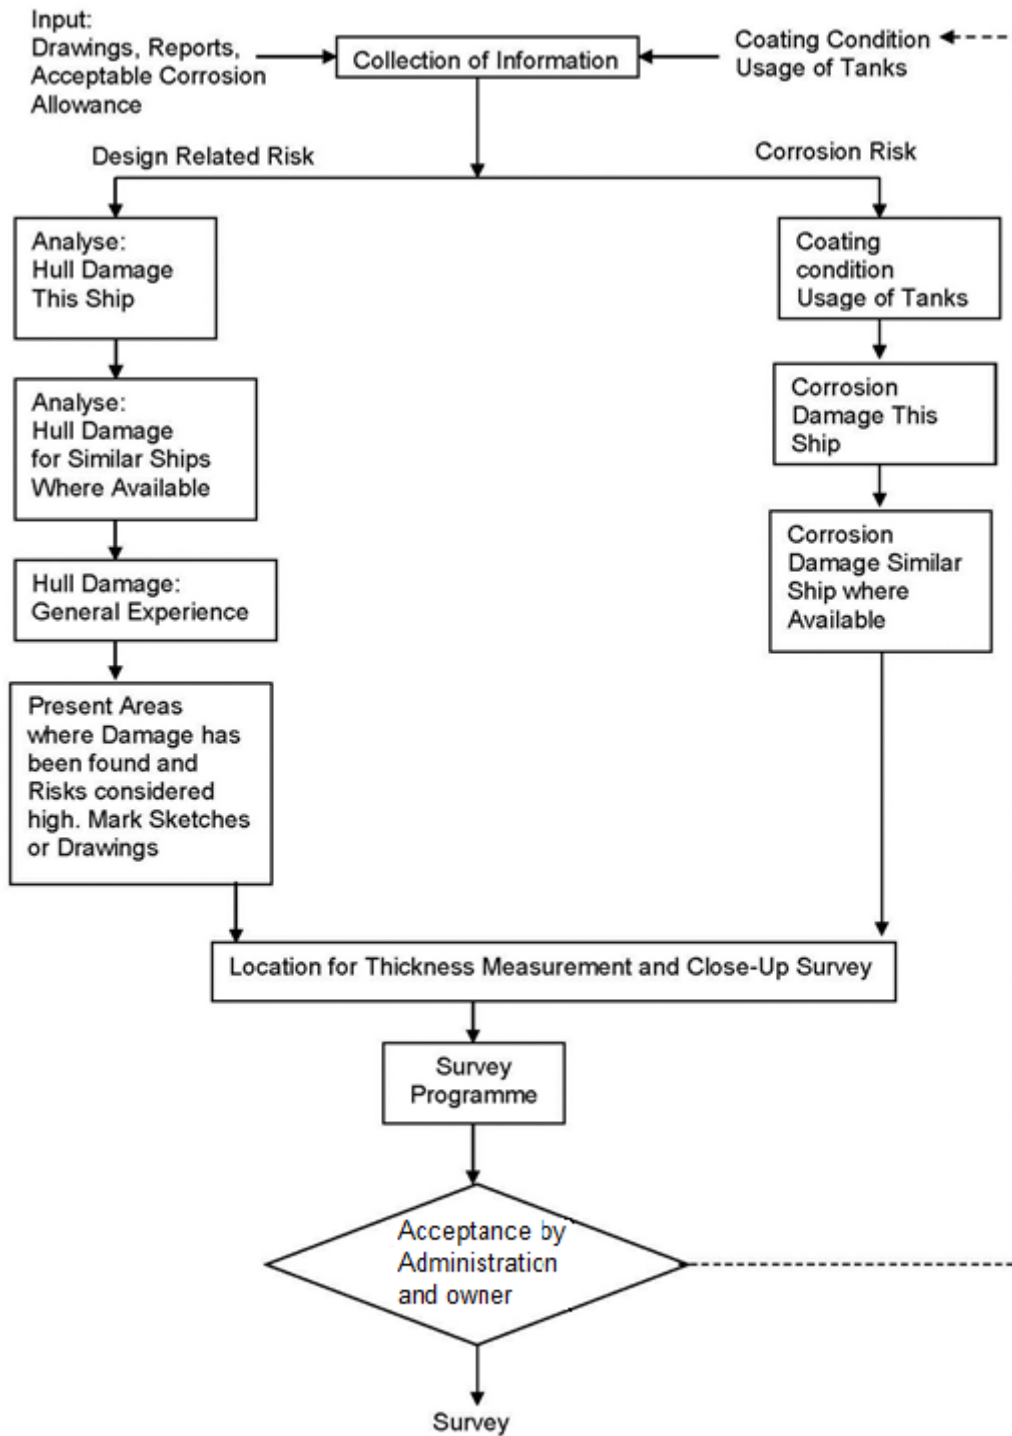 Input:
Drawings, Reports,
Acceptable Corrosion
Allowance
Collection of Information
Coating Condition
Usage of Tanks
Design Related Risk
Corrosion Risk
Analyse:
Hull Damage
This Ship
Coating
condition
Usage of Tanks
Analyse:
Hull Damage
for Similar Ships
Where Available
Corrosion
Damage This
Ship
Hull Damage:
General Experience
Corrosion
Damage Similar
Ship where
Available
Present Areas
where Damage has
been found and
Risks considered
high. Mark Sketches
or Drawings
Location for Thickness Measurement and Close-Up Survey
Survey
Programme
Acceptance by
Administration
and owner
Survey